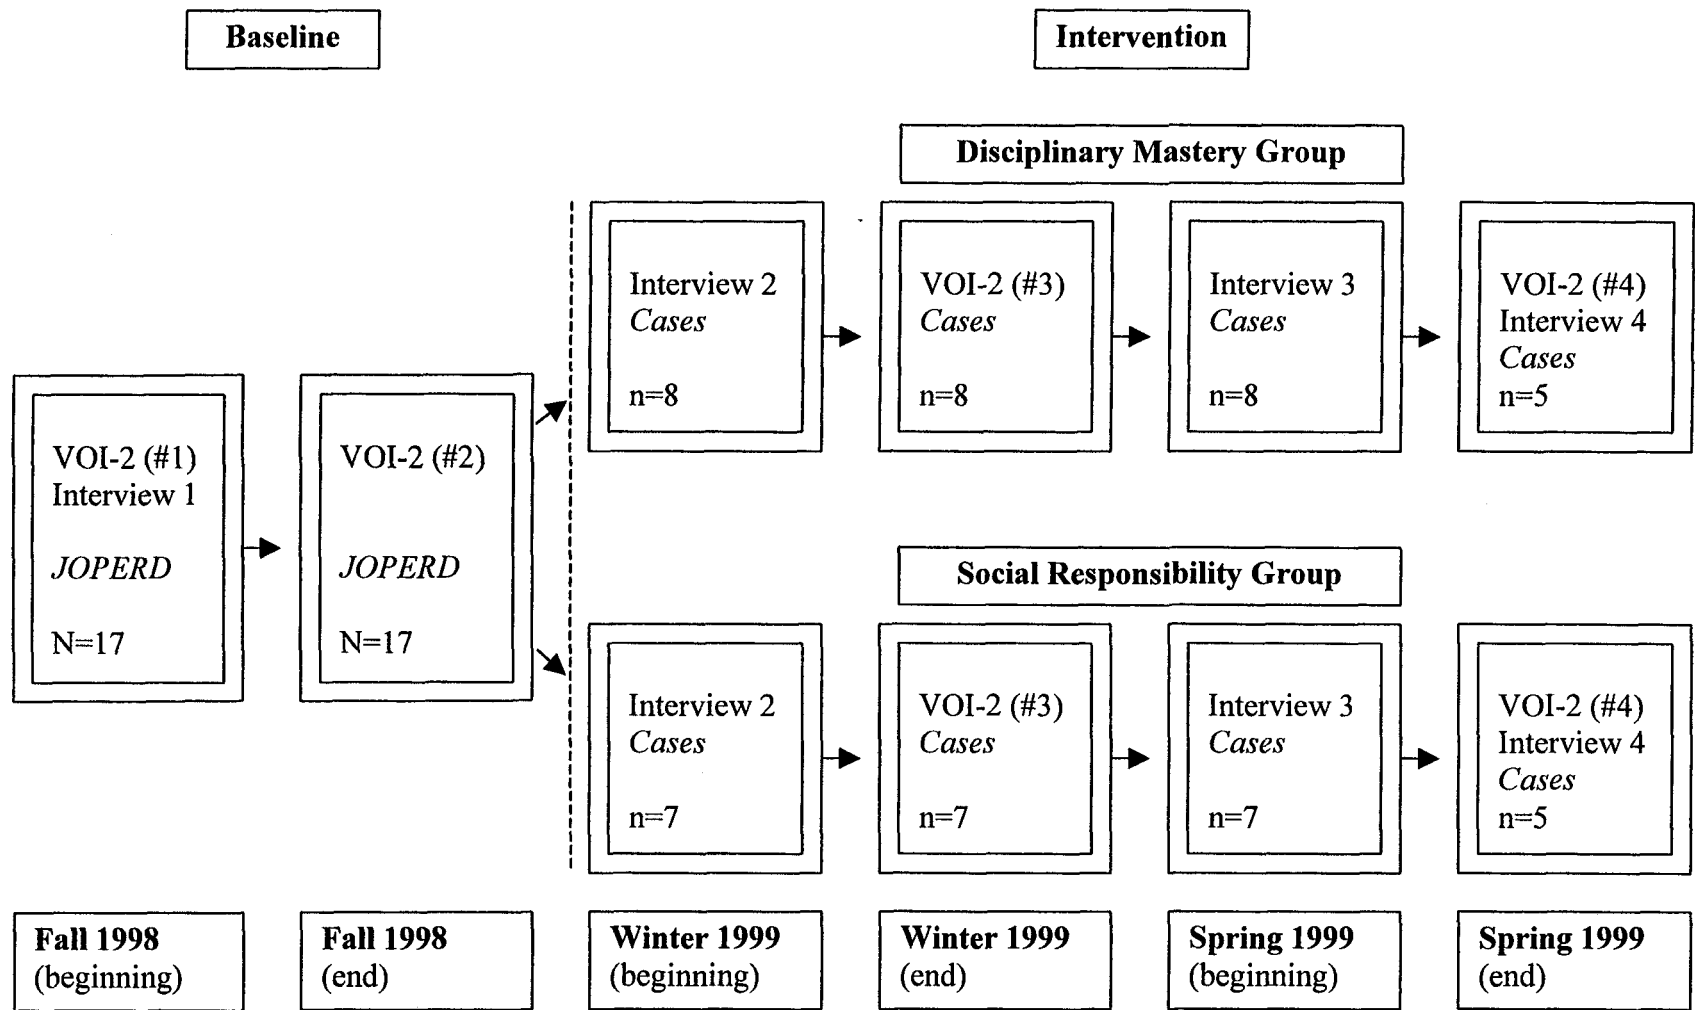 Baseline
Intervention
Disciplinary Mastery Group
Interview 2
Cases
n=8
VOI-2 (#3)
Cases
n=8
Interview 3
Cases
n=8
VOI-2 (#4)
Interview 4
Cases
n=5
VOI-2 (#1)
Interview 1
JOPERD
N=17
VOI-2 (#2)
JOPERD
N=17
Social Responsibility Group
Interview 2
Cases
n=7
VOI-2 (#3)
Cases
n=7
Interview 3
Cases
n=7
VOI-2 (#4)
Interview 4
Cases
n=5
Fall 1998
(beginning)
Fall 1998
(end)
Winter 1999
(beginning)
Winter 1999
(end)
Spring 1999
(beginning)
Spring 1999
(end)